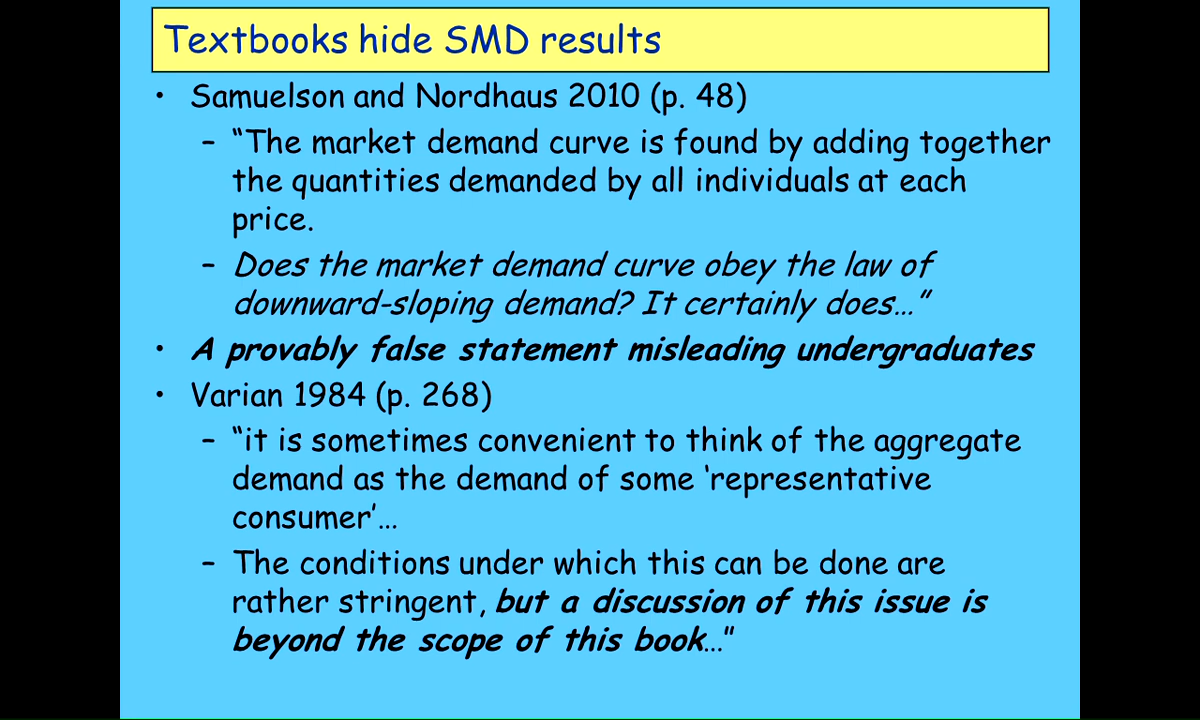 Textbooks hide SMD results
• Samuelson and Nordhaus 2010 (p. 48)
– “The market demand curve is found by adding together
the quantities demanded by all individuals at each
price.
– Does the market demand curve obey the law of
downward-sloping demand? It certainly does…”
• A provably false statement misleading undergraduates
• Varian 1984 (p. 268)
– “it is sometimes convenient to think of the aggregate
demand as the demand of some ‘representative
consumer’…
– The conditions under which this can be done are
rather stringent, but a discussion of this issue is
beyond the scope of this book…”